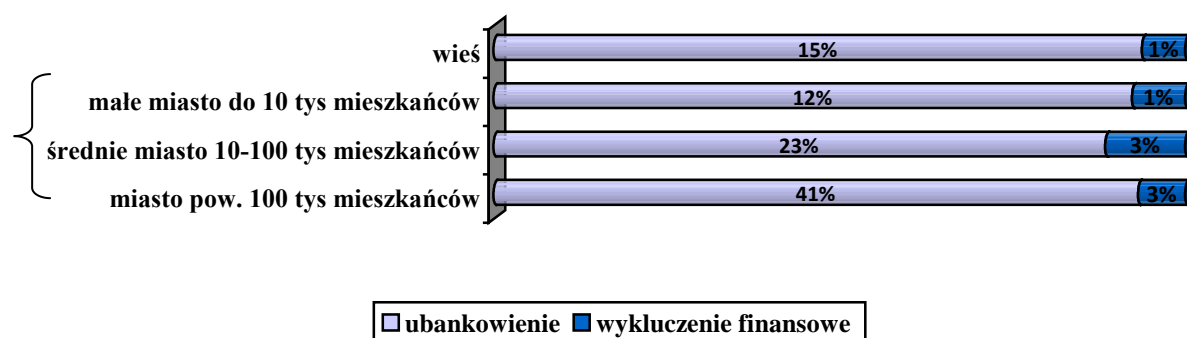 wieś 15% 1%
małe miasto do 10 tys mieszkańców 12% 1%
średnie miasto 10-100 tys mieszkańców 23% 3%
miasto pow. 100 tys mieszkańców 41% 3%
ubankowienie wykluczenie finansowe